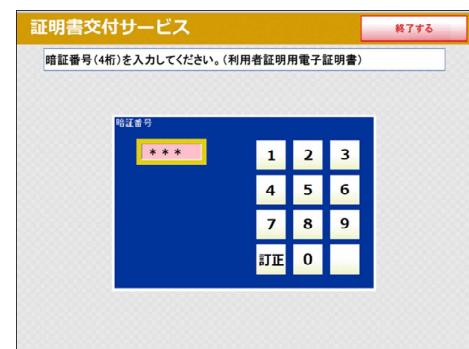 証明書交付サービス
終了する
暗証番号(4桁)を入力してください。(利用者証明用電子証明書)
暗証番号
***
1 2 3
4 5 6
7 8 9
訂正 0